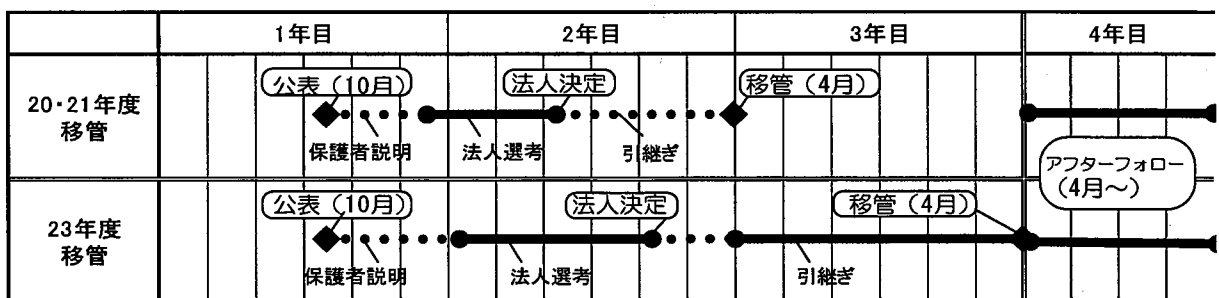 1年目 2年目 3年目 4年目
20・21年度
移管
公表（10月） 法人決定 移管（4月）
保護者説明 法人選考 引継ぎ
アフターフォロー
（4月～）
23年度
移管
公表（10月） 法人決定 移管（4月）
保護者説明 法人選考 引継ぎ